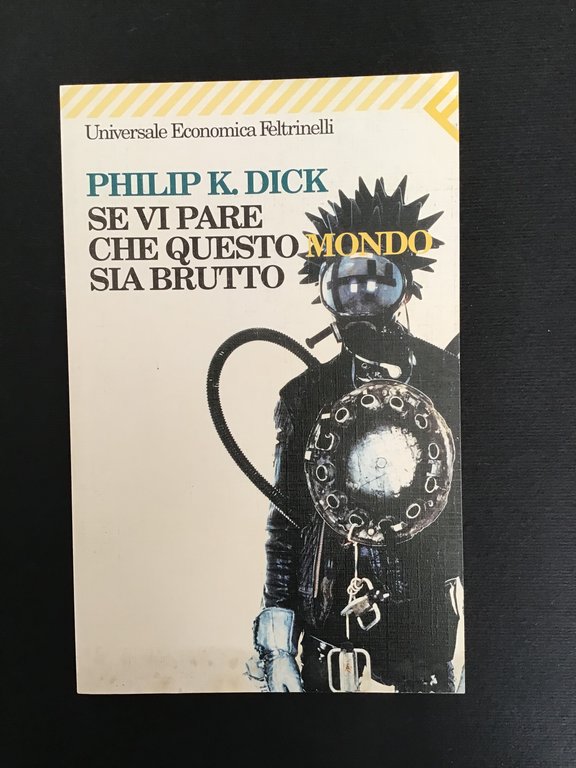 Universale Economica Feltrinelli
PHILIP K. DICK
SE VI PARE
CHE QUESTO MONDO
SIA BRUTTO